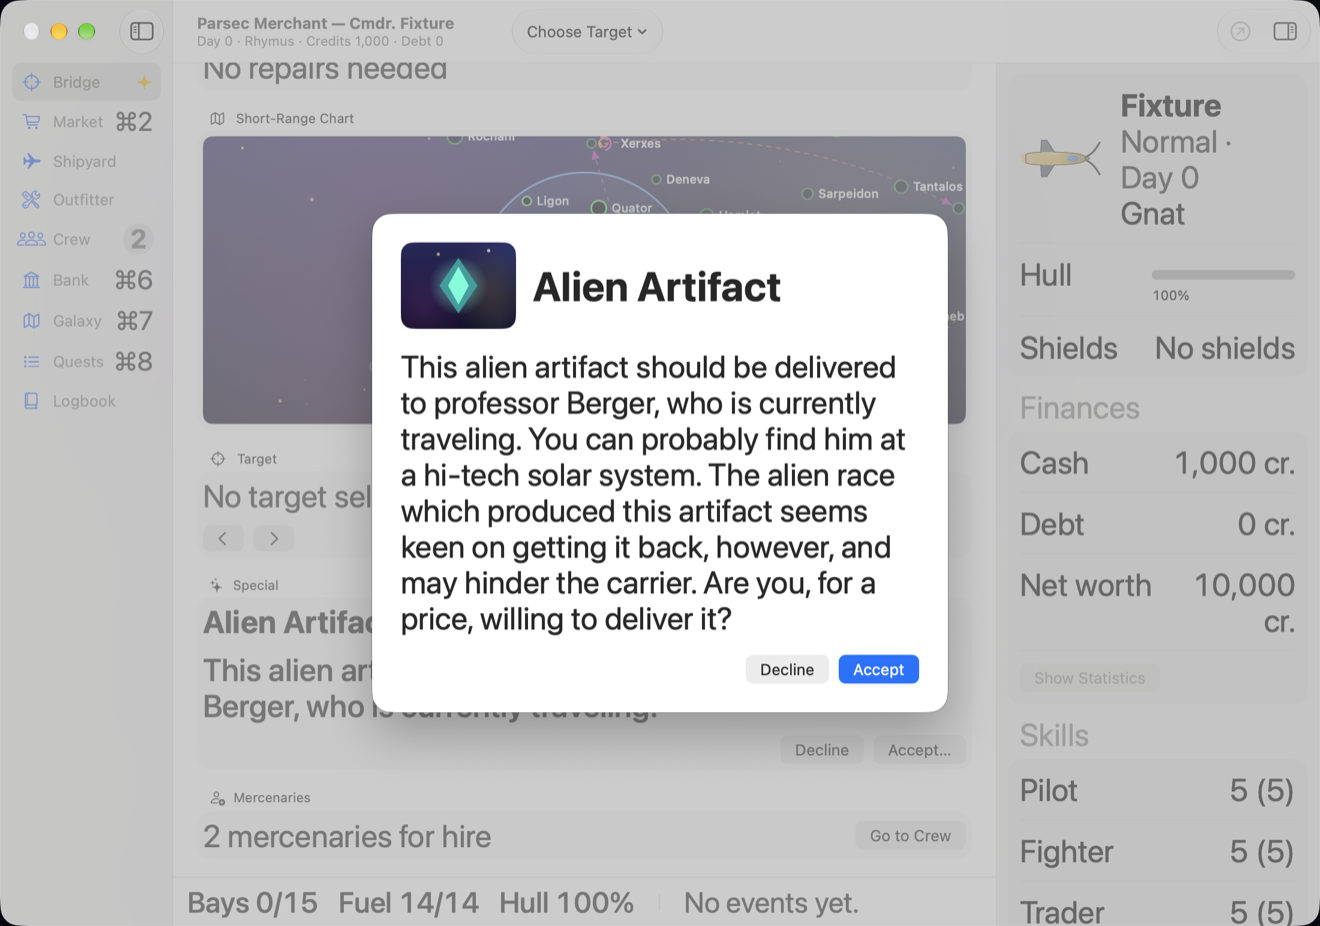 Parsec Merchant — Cmdr. Fixture
Day 0 · Rhymus · Credits 1,000 · Debt 0
Choose Target
Bridge
Market ⌘2
Shipyard
Outfitter
Crew 2
Bank ⌘6
Galaxy ⌘7
Quests ⌘8
Logbook
No repairs needed
Short-Range Chart
Rochani
Xerxes
Deneva
Sarpeidon
Tantalos
Ligon
Quator
Target
No target sel
Special
Alien Artifac
This alien art
Berger, who is currently traveling.
Decline
Accept...
Mercenaries
2 mercenaries for hire
Go to Crew
Bays 0/15 Fuel 14/14 Hull 100% No events yet.
Alien Artifact
This alien artifact should be delivered
to professor Berger, who is currently
traveling. You can probably find him at
a hi-tech solar system. The alien race
which produced this artifact seems
keen on getting it back, however, and
may hinder the carrier. Are you, for a
price, willing to deliver it?
Decline
Accept
Fixture
Normal ·
Day 0
Gnat
Hull
100%
Shields No shields
Finances
Cash 1,000 cr.
Debt 0 cr.
Net worth 10,000
cr.
Show Statistics
Skills
Pilot 5 (5)
Fighter 5 (5)
Trader 5 (5)